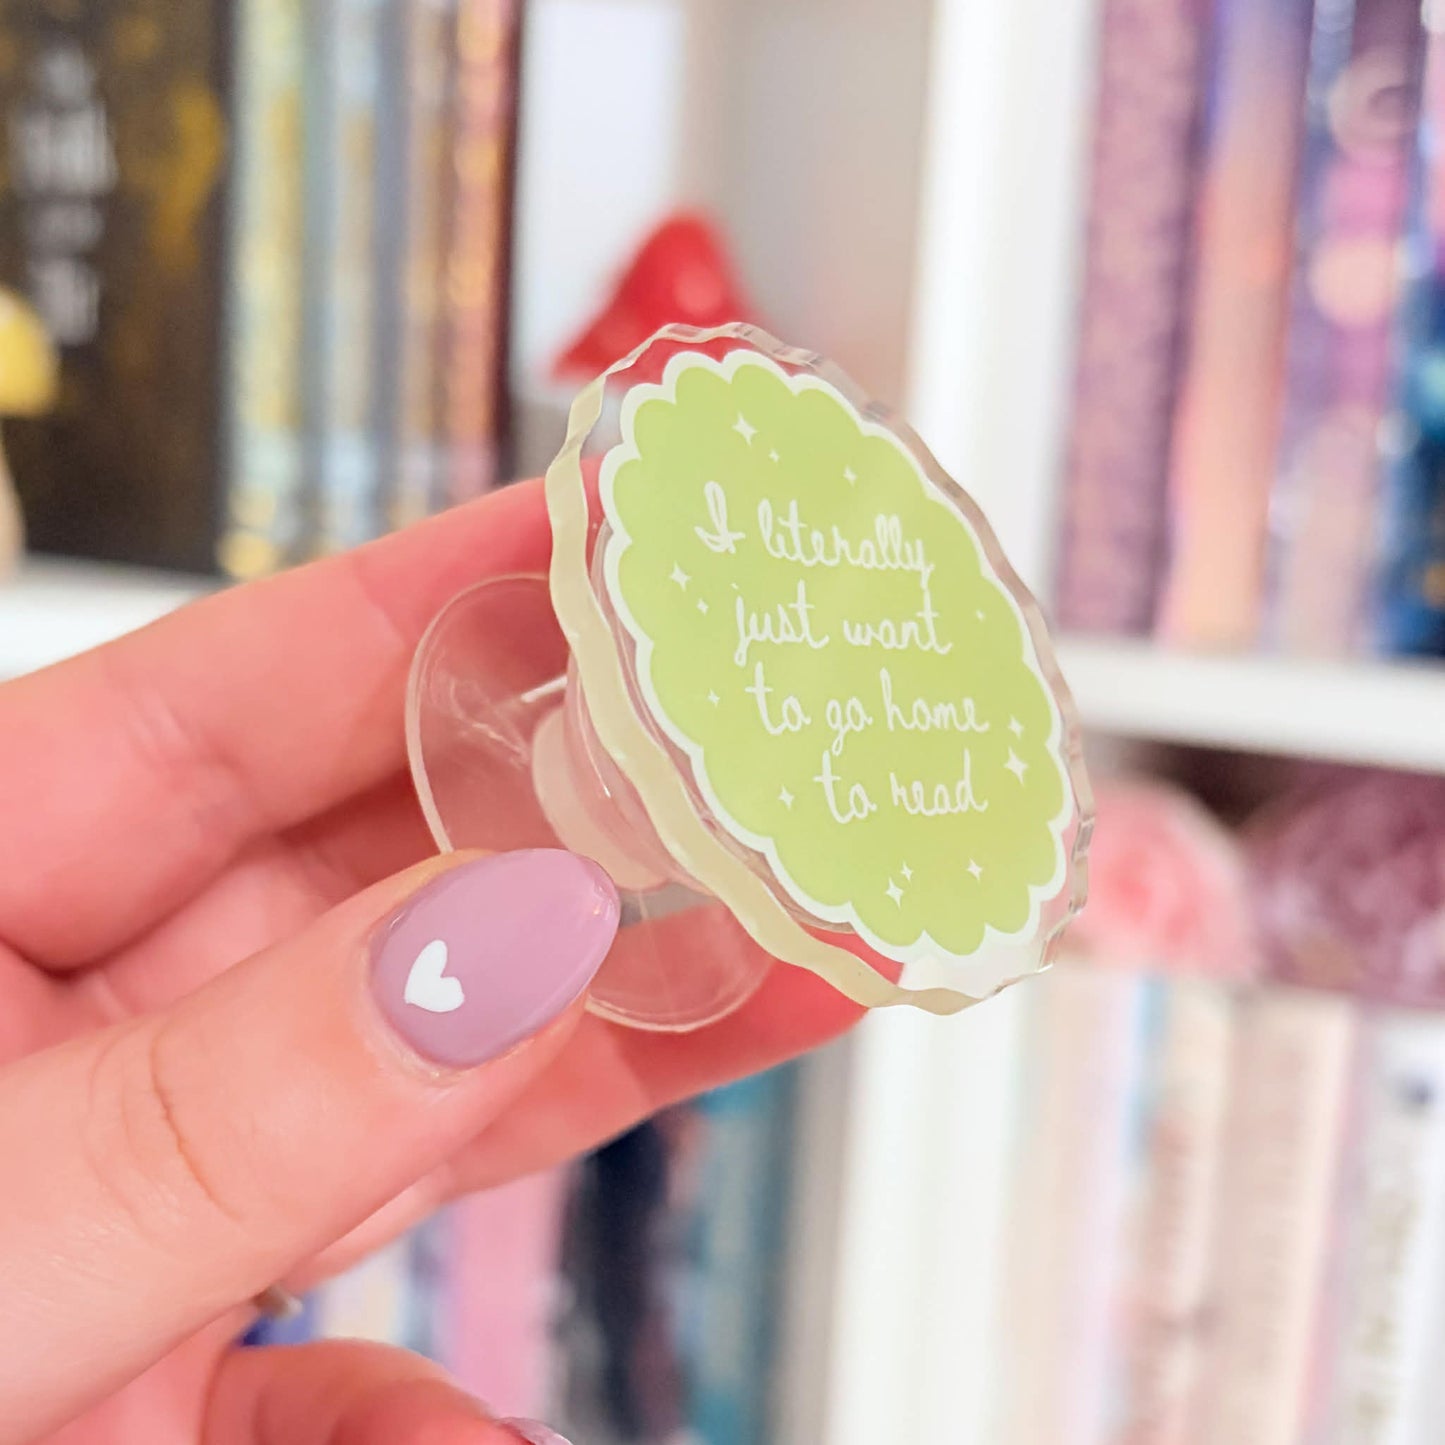 I literally
just want
to go home
to read